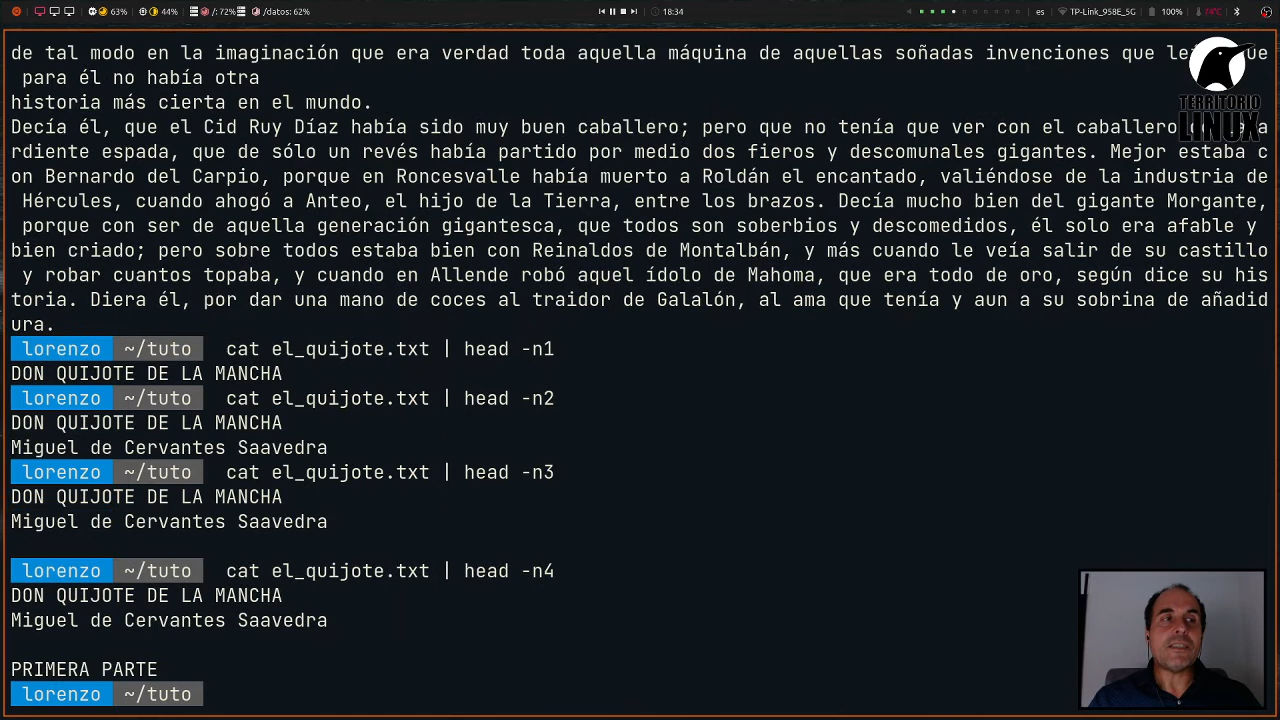 63% 44% /: 72% /datos: 62% 18:34 es TP-Link_958E_5G 100%
de tal modo en la imaginación que era verdad toda aquella máquina de aquellas soñadas invenciones que
para él no había otra
historia más cierta en el mundo.
Decía él, que el Cid Ruy Díaz había sido muy buen caballero; pero que no tenía que ver con el caballero
rdiente espada, que de sólo un revés había partido por medio dos fieros y descomunales gigantes. Mejor estaba c
on Bernardo del Carpio, porque en Roncesvalle había muerto a Roldán el encantado, valiéndose de la industria de
Hércules, cuando ahogó a Anteo, el hijo de la Tierra, entre los brazos. Decía mucho bien del gigante Morgante,
porque con ser de aquella generación gigantesca, que todos son soberbios y descomedidos, él solo era afable y
bien criado; pero sobre todos estaba bien con Reinaldos de Montalbán, y más cuando le veía salir de su castillo
y robar cuantos topaba, y cuando en Allende robó aquel ídolo de Mahoma, que era todo de oro, según dice su his
toria. Diera él, por dar una mano de coces al traidor de Galalón, al ama que tenía y aun a su sobrina de añadid
ura.
lorenzo ~/tuto cat el_quijote.txt | head -n1
DON QUIJOTE DE LA MANCHA
lorenzo ~/tuto cat el_quijote.txt | head -n2
DON QUIJOTE DE LA MANCHA
Miguel de Cervantes Saavedra
lorenzo ~/tuto cat el_quijote.txt | head -n3
DON QUIJOTE DE LA MANCHA
Miguel de Cervantes Saavedra
lorenzo ~/tuto cat el_quijote.txt | head -n4
DON QUIJOTE DE LA MANCHA
Miguel de Cervantes Saavedra
PRIMERA PARTE
lorenzo ~/tuto
TERRITORIO
LINUX